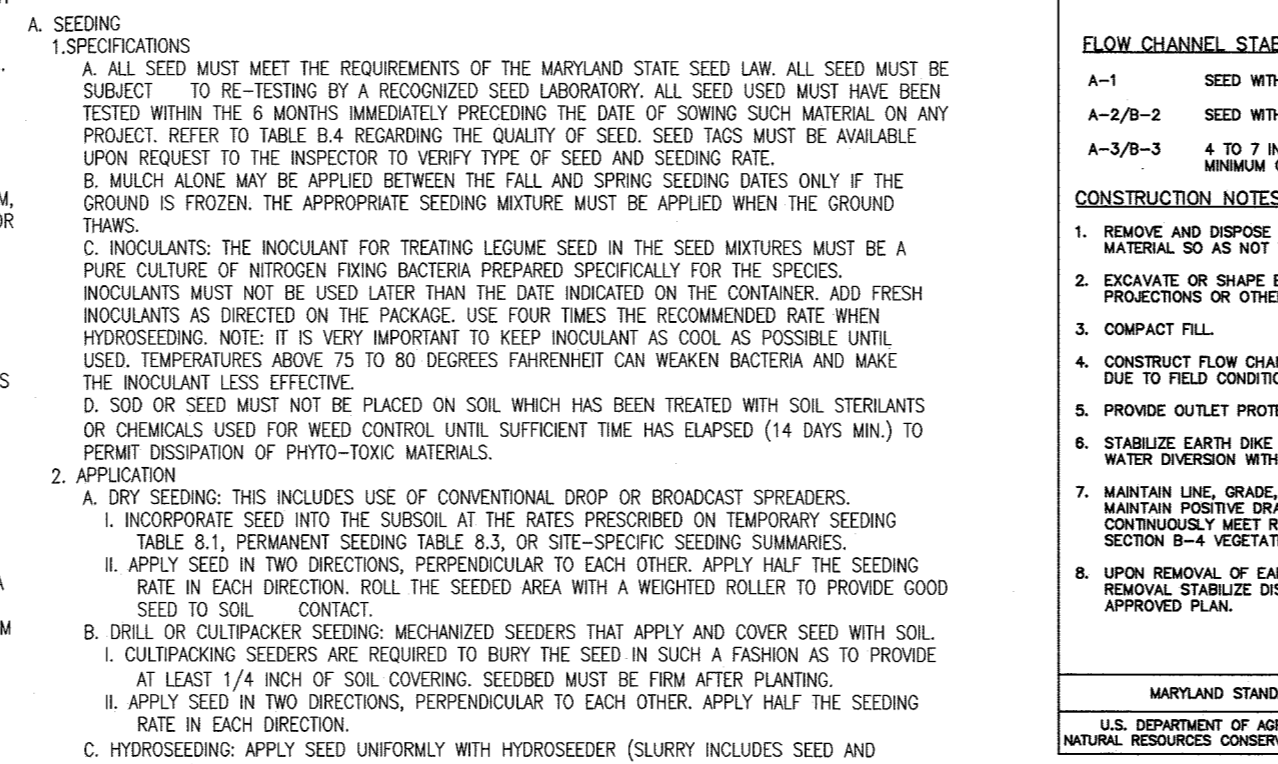 A. SEEDING
1.SPECIFICATIONS
A. ALL SEED MUST MEET THE REQUIREMENTS OF THE MARYLAND STATE SEED LAW. ALL SEED MUST BE
SUBJECT TO RE-TESTING BY A RECOGNIZED SEED LABORATORY. ALL SEED USED MUST HAVE BEEN
TESTED WITHIN THE 6 MONTHS IMMEDIATELY PRECEDING THE DATE OF SOWING SUCH MATERIAL ON ANY
PROJECT. REFER TO TABLE B.4 REGARDING THE QUALITY OF SEED. SEED TAGS MUST BE AVAILABLE
UPON REQUEST TO THE INSPECTOR TO VERIFY TYPE OF SEED AND SEEDING RATE.
B. MULCH ALONE MAY BE APPLIED BETWEEN THE FALL AND SPRING SEEDING DATES ONLY IF THE
GROUND IS FROZEN. THE APPROPRIATE SEEDING MIXTURE MUST BE APPLIED WHEN THE GROUND
THAWS.
C. INOCULANTS: THE INOCULANT FOR TREATING LEGUME SEED IN THE SEED MIXTURES MUST BE A
PURE CULTURE OF NITROGEN FIXING BACTERIA PREPARED SPECIFICALLY FOR THE SPECIES.
INOCULANTS MUST NOT BE USED LATER THAN THE DATE INDICATED ON THE CONTAINER. ADD FRESH
INOCULANTS AS DIRECTED ON THE PACKAGE. USE FOUR TIMES THE RECOMMENDED RATE WHEN
HYDROSEEDING. NOTE: IT IS VERY IMPORTANT TO KEEP INOCULANT AS COOL AS POSSIBLE UNTIL
USED. TEMPERATURES ABOVE 75 TO 80 DEGREES FAHRENHEIT CAN WEAKEN BACTERIA AND MAKE
THE INOCULANT LESS EFFECTIVE.
D. SOD OR SEED MUST NOT BE PLACED ON SOIL WHICH HAS BEEN TREATED WITH SOIL STERILANTS
OR CHEMICALS USED FOR WEED CONTROL UNTIL SUFFICIENT TIME HAS ELAPSED (14 DAYS MIN.) TO
PERMIT DISSIPATION OF PHYTO-TOXIC MATERIALS.
2. APPLICATION
A. DRY SEEDING: THIS INCLUDES USE OF CONVENTIONAL DROP OR BROADCAST SPREADERS.
I. INCORPORATE SEED INTO THE SUBSOIL AT THE RATES PRESCRIBED ON TEMPORARY SEEDING
TABLE 8.1, PERMANENT SEEDING TABLE 8.3, OR SITE-SPECIFIC SEEDING SUMMARIES.
II. APPLY SEED IN TWO DIRECTIONS, PERPENDICULAR TO EACH OTHER. APPLY HALF THE SEEDING
RATE IN EACH DIRECTION. ROLL THE SEEDED AREA WITH A WEIGHTED ROLLER TO PROVIDE GOOD
SEED TO SOIL CONTACT.
B. DRILL OR CULTIPACKER SEEDING: MECHANIZED SEEDERS THAT APPLY AND COVER SEED WITH SOIL.
I. CULTIPACKING SEEDERS ARE REQUIRED TO BURY THE SEED IN SUCH A FASHION AS TO PROVIDE
AT LEAST 1/4 INCH OF SOIL COVERING. SEEDBED MUST BE FIRM AFTER PLANTING.
II. APPLY SEED IN TWO DIRECTIONS, PERPENDICULAR TO EACH OTHER. APPLY HALF THE SEEDING
RATE IN EACH DIRECTION.
C. HYDROSEEDING: APPLY SEED UNIFORMLY WITH HYDROSEEDER (SLURRY INCLUDES SEED AND
FLOW CHANNEL
A-1 SEED
A-2/B-2 SEED
A-3/B-3 4 TO 7
MINIMUM
CONSTRUCTION NOTES
1. REMOVE AND DISPOSE
MATERIAL SO AS NOT
2. EXCAVATE OR SHAPE
PROJECTIONS OR
3. COMPACT FILL.
4. CONSTRUCT FLOW
DUE TO FIELD
5. PROVIDE OUTLET
6. STABILIZE EARTH DIKE
WATER DIVERSION WITH
7. MAINTAIN LINE, GRADE,
MAINTAIN POSITIVE
CONTINUOUSLY MEET
SECTION B-4
8. UPON REMOVAL OF
REMOVAL STABILIZE
APPROVED PLAN.
MARYLAND
U.S. DEPARTMENT OF
NATURAL RESOURCES